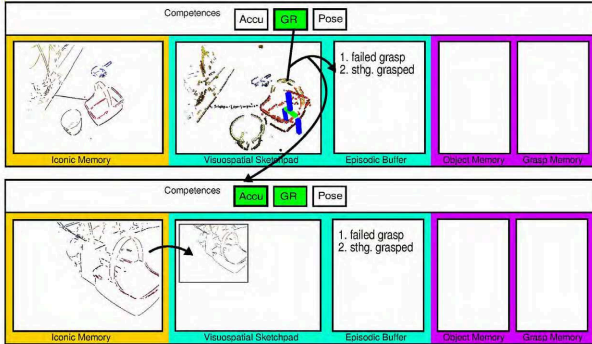 Competences
Accu GR Pose
1. failed grasp
2. sthg. grasped
Iconic Memory Visuospatial Sketchpad Episodic Buffer Object Memory Grasp Memory
Competences
Accu GR Pose
1. failed grasp
2. sthg. grasped
Iconic Memory Visuospatial Sketchpad Episodic Buffer Object Memory Grasp Memory